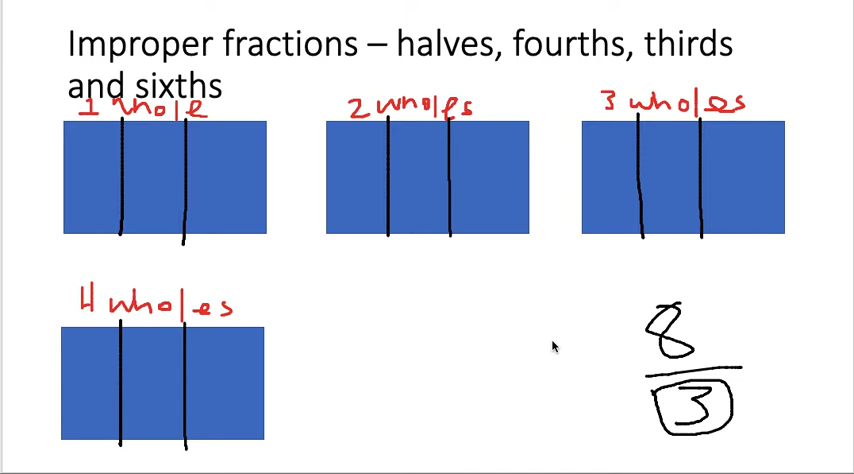 Improper fractions – halves, fourths, thirds
and sixths
1 whole
2 wholes
3 wholes
4 wholes
8
3